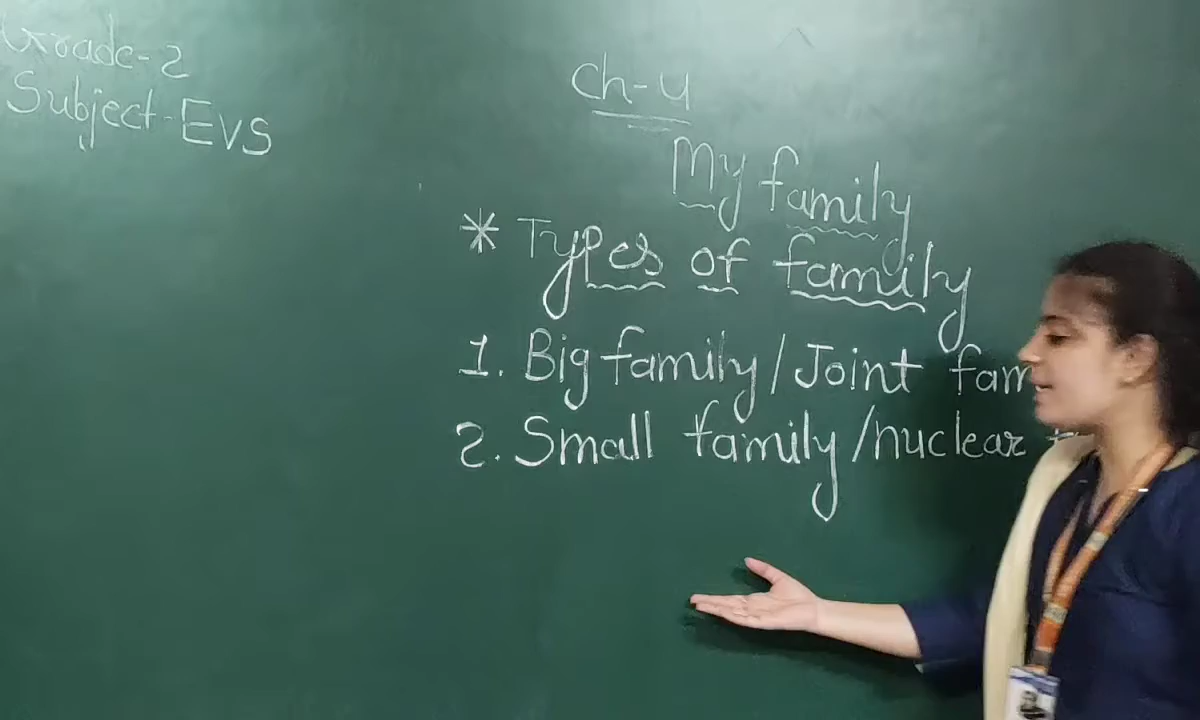 Grade-2
Subject-EVS
Ch-4
My family
* Types of family
1. Big family/Joint fam
2. Small family/nuclear f